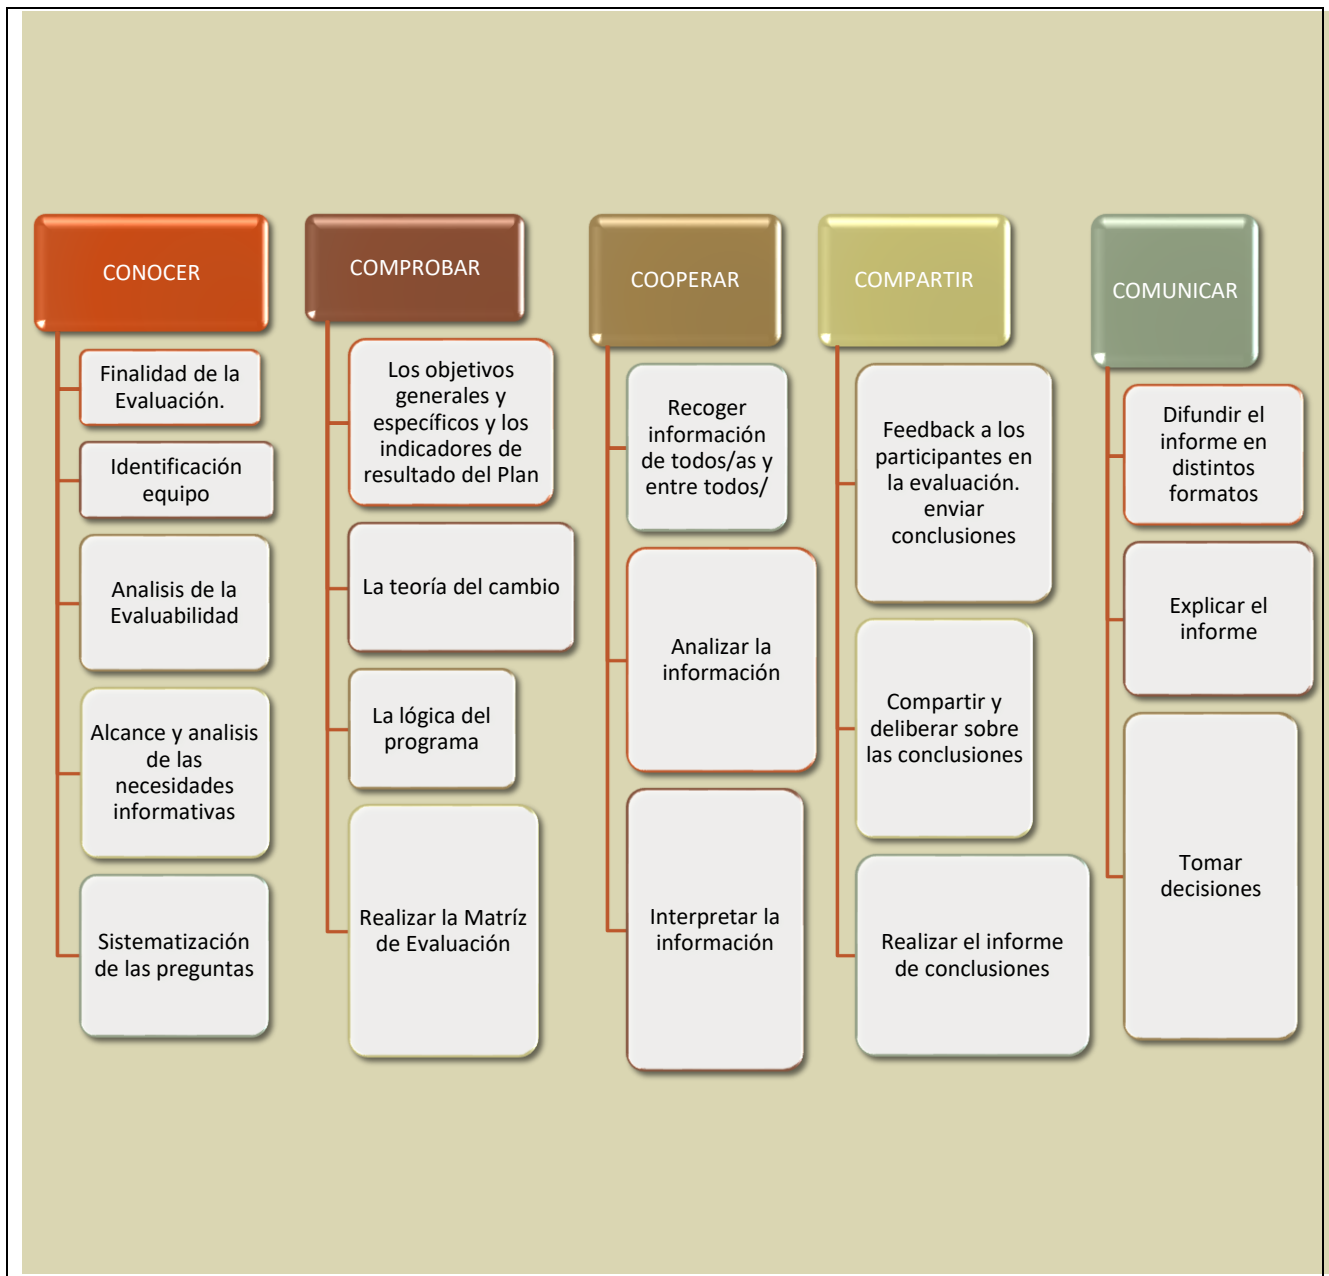 CONOCER
Finalidad de la
Evaluación.
Identificación
equipo
Analisis de la
Evaluabilidad
Alcance y analisis
de las
necesidades
informativas
Sistematización
de las preguntas
COMPROBAR
Los objetivos
generales y
específicos y los
indicadores de
resultado del Plan
La teoría del cambio
La lógica del
programa
Realizar la Matríz
de Evaluación
COOPERAR
Recoger
información
de todos/as y
entre todos/
Analizar la
información
Interpretar la
información
COMPARTIR
Feedback a los
participantes en
la evaluación.
enviar
conclusiones
Compartir y
deliberar sobre
las conclusiones
Realizar el informe
de conclusiones
COMUNICAR
Difundir el
informe en
distintos
formatos
Explicar el
informe
Tomar
decisiones